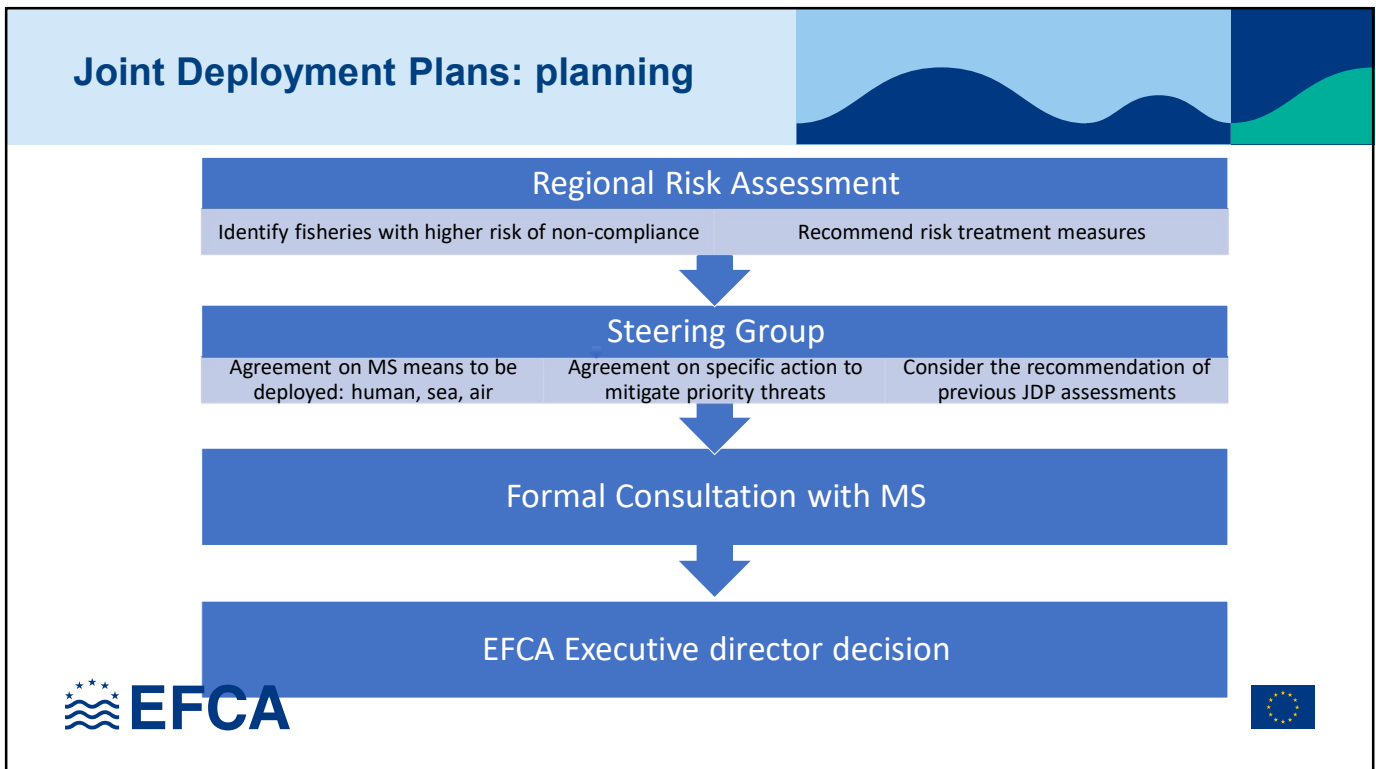 Joint Deployment Plans: planning
Regional Risk Assessment
Identify fisheries with higher risk of non-compliance
Recommend risk treatment measures
Steering Group
Agreement on MS means to be
deployed: human, sea, air
Agreement on specific action to
mitigate priority threats
Consider the recommendation of
previous JDP assessments
Formal Consultation with MS
EFCA Executive director decision
EFCA